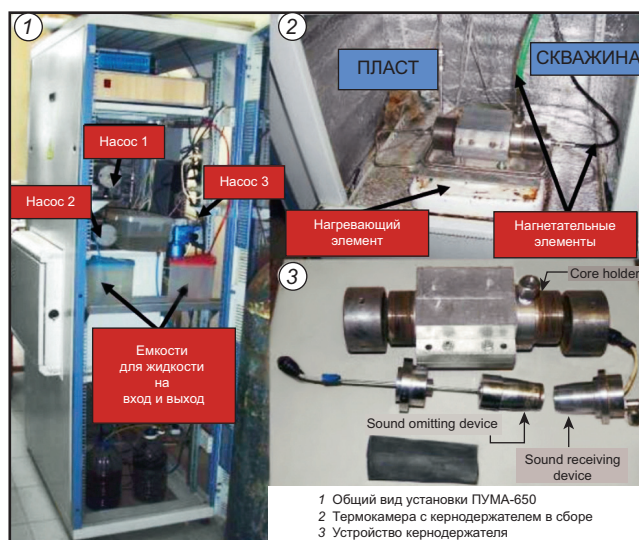 1
Насос 1
Насос 2
Насос 3
Емкости
для жидкости
на
вход и выход
2
ПЛАСТ
СКВАЖИНА
Нагревающий
элемент
Нагнетательные
элементы
3
Core holder
Sound omitting device
Sound receiving
device
1 Общий вид установки ПУМА-650
2 Термокамера с кернодержателем в сборе
3 Устройство кернодержателя